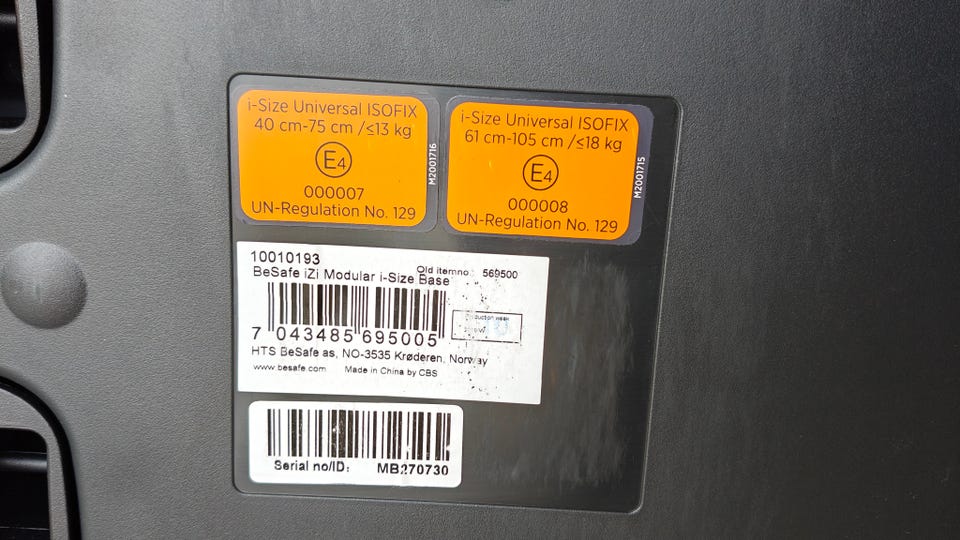 i-Size Universal ISOFIX
40 cm-75 cm /≤13 kg
E4
000007
UN-Regulation No. 129
M2001716
i-Size Universal ISOFIX
61 cm-105 cm /≤18 kg
E4
000008
UN-Regulation No. 129
M2001715
10010193
Old itemno.: 569500
BeSafe iZi Modular i-Size Base
Production week
7 043485 695005
HTS BeSafe as, NO-3535 Krøderen, Norway
www.besafe.com Made in China by CBS
Serial no/ID: MB270730